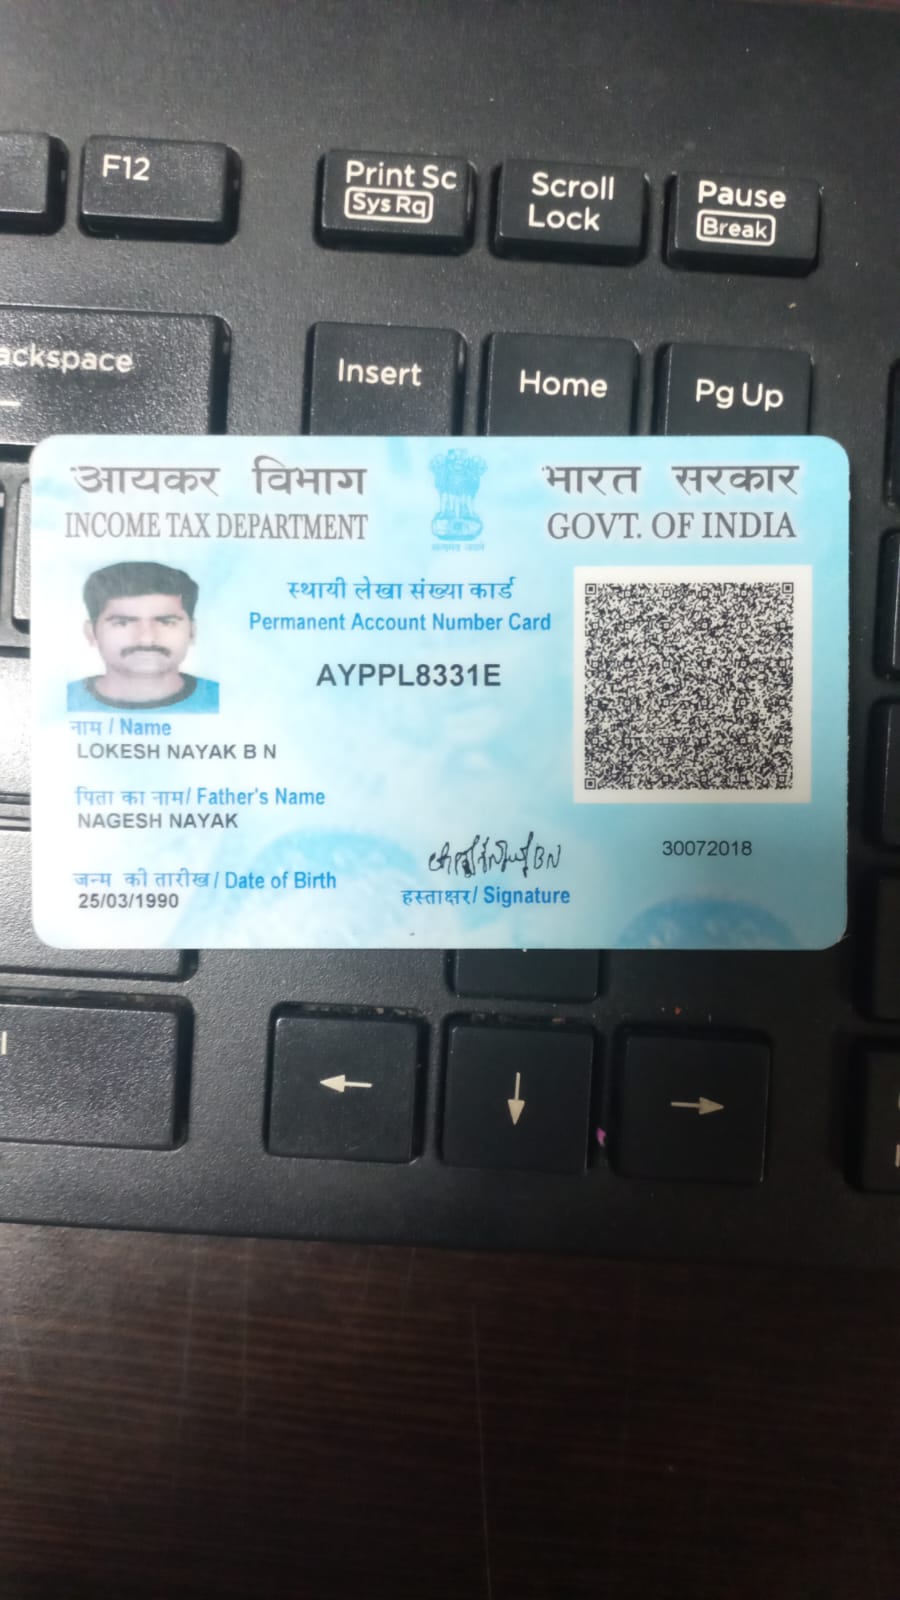 F12
Print Sc
Sys Rq
Scroll
Lock
Pause
Break
ackspace
Insert
Home
Pg Up
आयकर विभाग
INCOME TAX DEPARTMENT
सत्यमेव जयते
भारत सरकार
GOVT. OF INDIA
स्थायी लेखा संख्या कार्ड
Permanent Account Number Card
AYPPL8331E
नाम / Name
LOKESH NAYAK B N
पिता का नाम/ Father's Name
NAGESH NAYAK
जन्म की तारीख / Date of Birth
25/03/1990
BN
हस्ताक्षर/ Signature
30072018